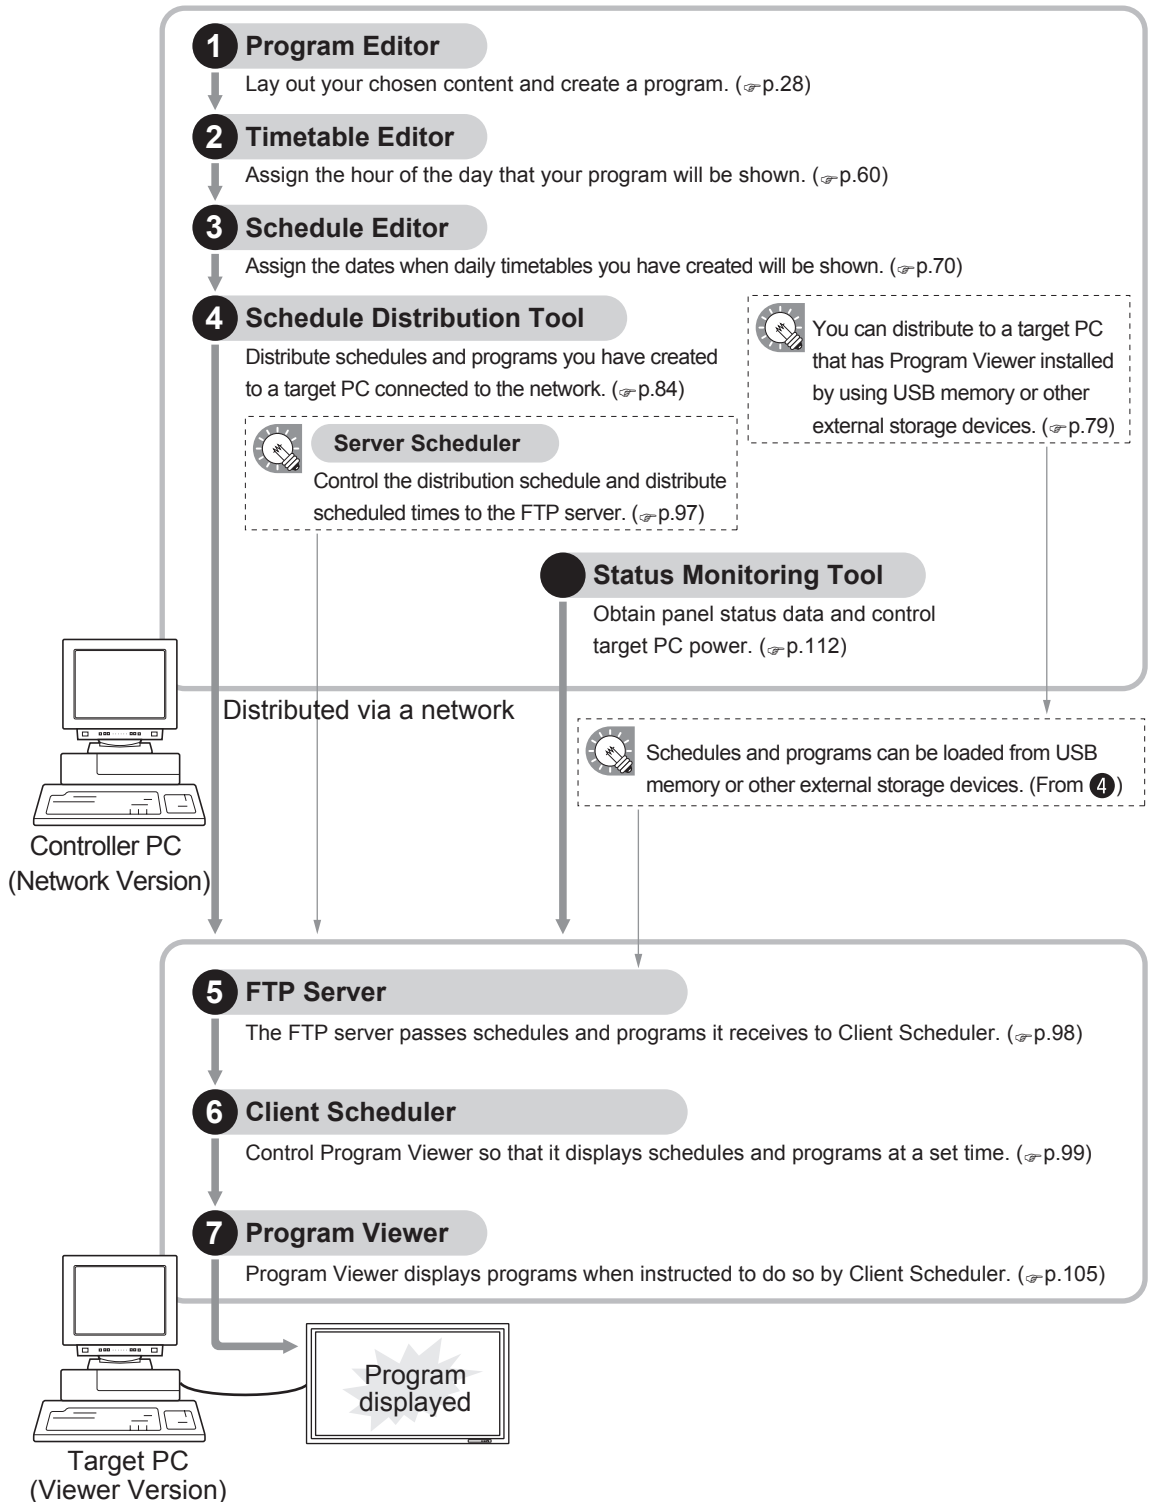 1 Program Editor
Lay out your chosen content and create a program. (☞p.28)
2 Timetable Editor
Assign the hour of the day that your program will be shown. (☞p.60)
3 Schedule Editor
Assign the dates when daily timetables you have created will be shown. (☞p.70)
4 Schedule Distribution Tool
Distribute schedules and programs you have created
to a target PC connected to the network. (☞p.84)
You can distribute to a target PC
that has Program Viewer installed
by using USB memory or other
external storage devices. (☞p.79)
Server Scheduler
Control the distribution schedule and distribute
scheduled times to the FTP server. (☞p.97)
Status Monitoring Tool
Obtain panel status data and control
target PC power. (☞p.112)
Distributed via a network
Schedules and programs can be loaded from USB
memory or other external storage devices. (From 4)
Controller PC
(Network Version)
5 FTP Server
The FTP server passes schedules and programs it receives to Client Scheduler. (☞p.98)
6 Client Scheduler
Control Program Viewer so that it displays schedules and programs at a set time. (☞p.99)
7 Program Viewer
Program Viewer displays programs when instructed to do so by Client Scheduler. (☞p.105)
Program
displayed
Target PC
(Viewer Version)